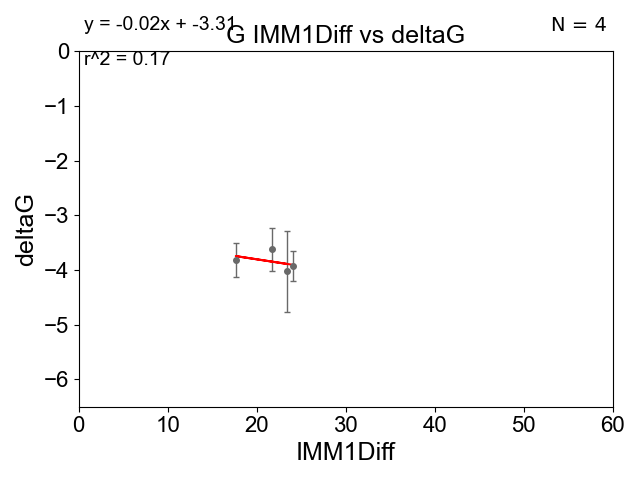 y = -0.02x + -3.31
N = 4
G IMM1Diff vs deltaG
r^2 = 0.17
0
−1
−2
−3
−4
−5
−6
deltaG
0 10 20 30 40 50 60
IMM1Diff